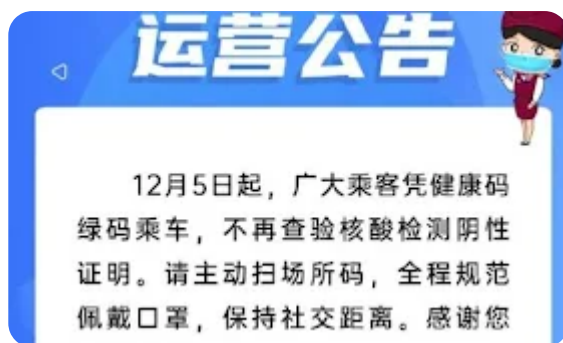 运营公告
12月5日起，广大乘客凭健康码
绿码乘车，不再查验核酸检测阴性
证明。请主动扫场所码，全程规范
佩戴口罩，保持社交距离。感谢您